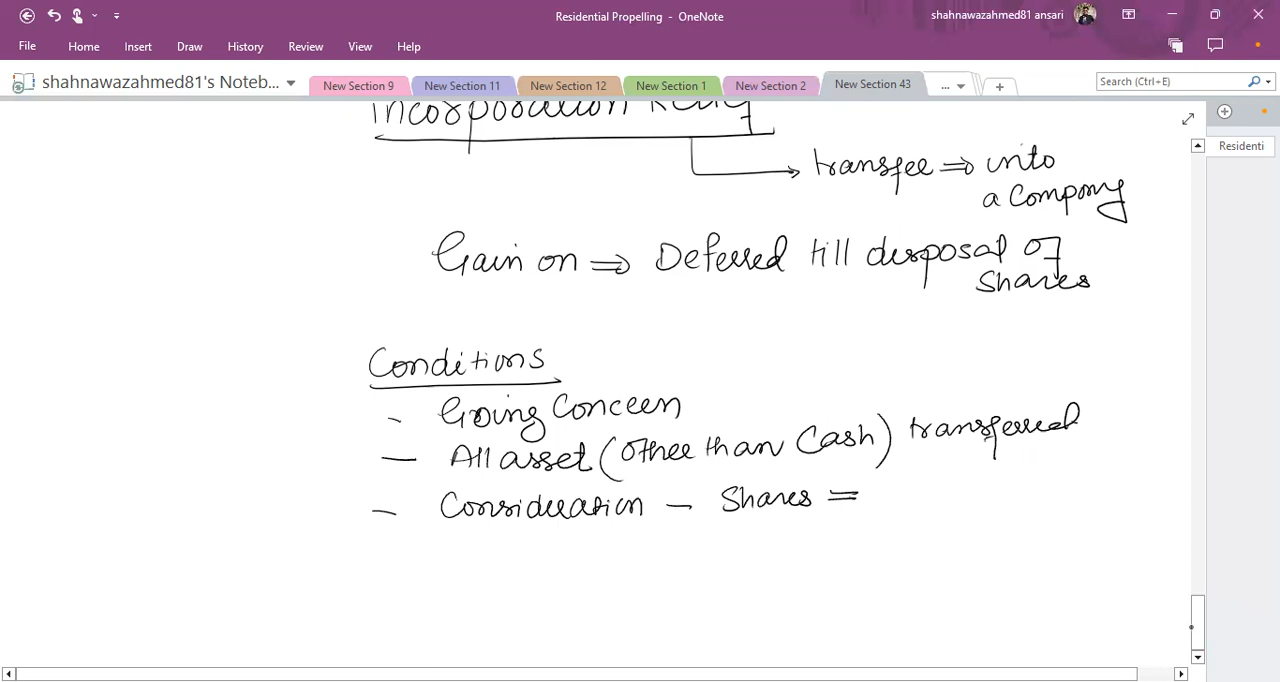 Residential Propelling - OneNote
shahnawazahmed81 ansari
File Home Insert Draw History Review View Help
shahnawazahmed81's Noteb...
New Section 9 New Section 11 New Section 12 New Section 1 New Section 2 New Section 43 ... +
Search (Ctrl+E)
Residenti
Incorporation Relief
transfer ⇒ into
a Company
Gain on ⇒ Deferred till disposal of
Shares
Conditions
- Going Concern
- All asset (Other than Cash) transferred
- Consideration - Shares =